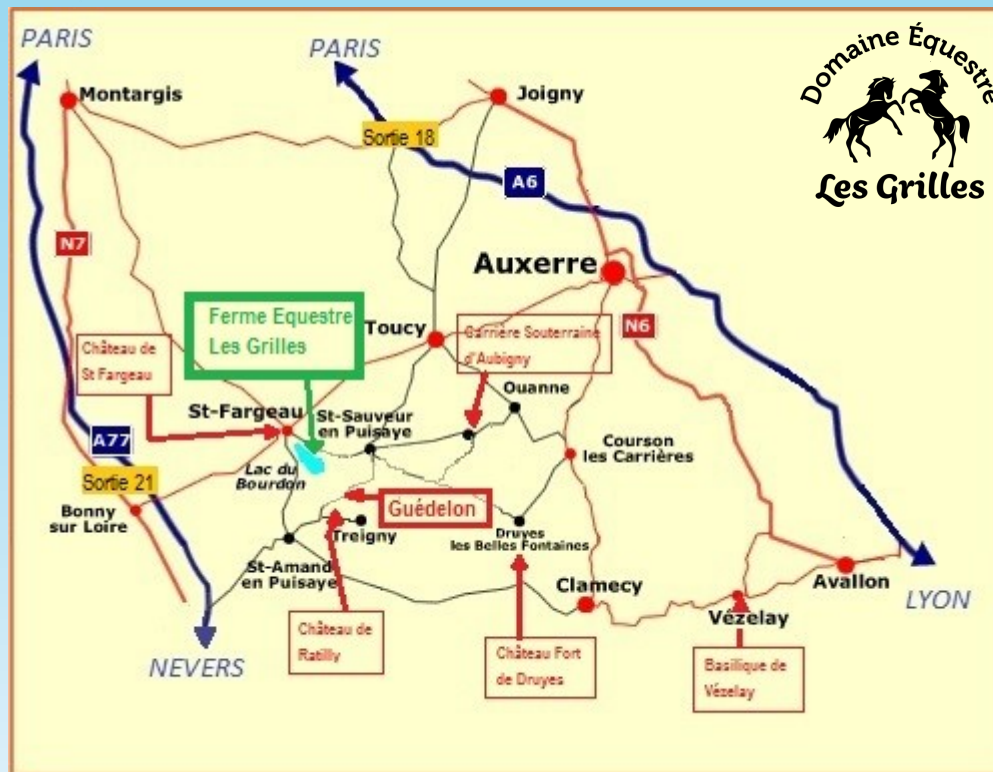 PARIS
PARIS
Domaine Équestre
Les Grilles
Montargis
Joigny
Sortie 18
A6
N7
Auxerre
Ferme Equestre
Les Grilles
Toucy
N6
Carrière Souterraine
d'Aubigny
Château de
St Fargeau
Ouanne
St-Fargeau
St-Sauveur
en Puisaye
A77
Courson
les Carrières
Lac du
Bourdon
Sortie 21
Guédelon
Bonny
sur Loire
Treigny
Druyes
les Belles Fontaines
St-Amand
en Puisaye
Clamecy
Avallon
LYON
Vézelay
Château de
Ratilly
NEVERS
Château Fort
de Druyes
Basilique de
Vézelay